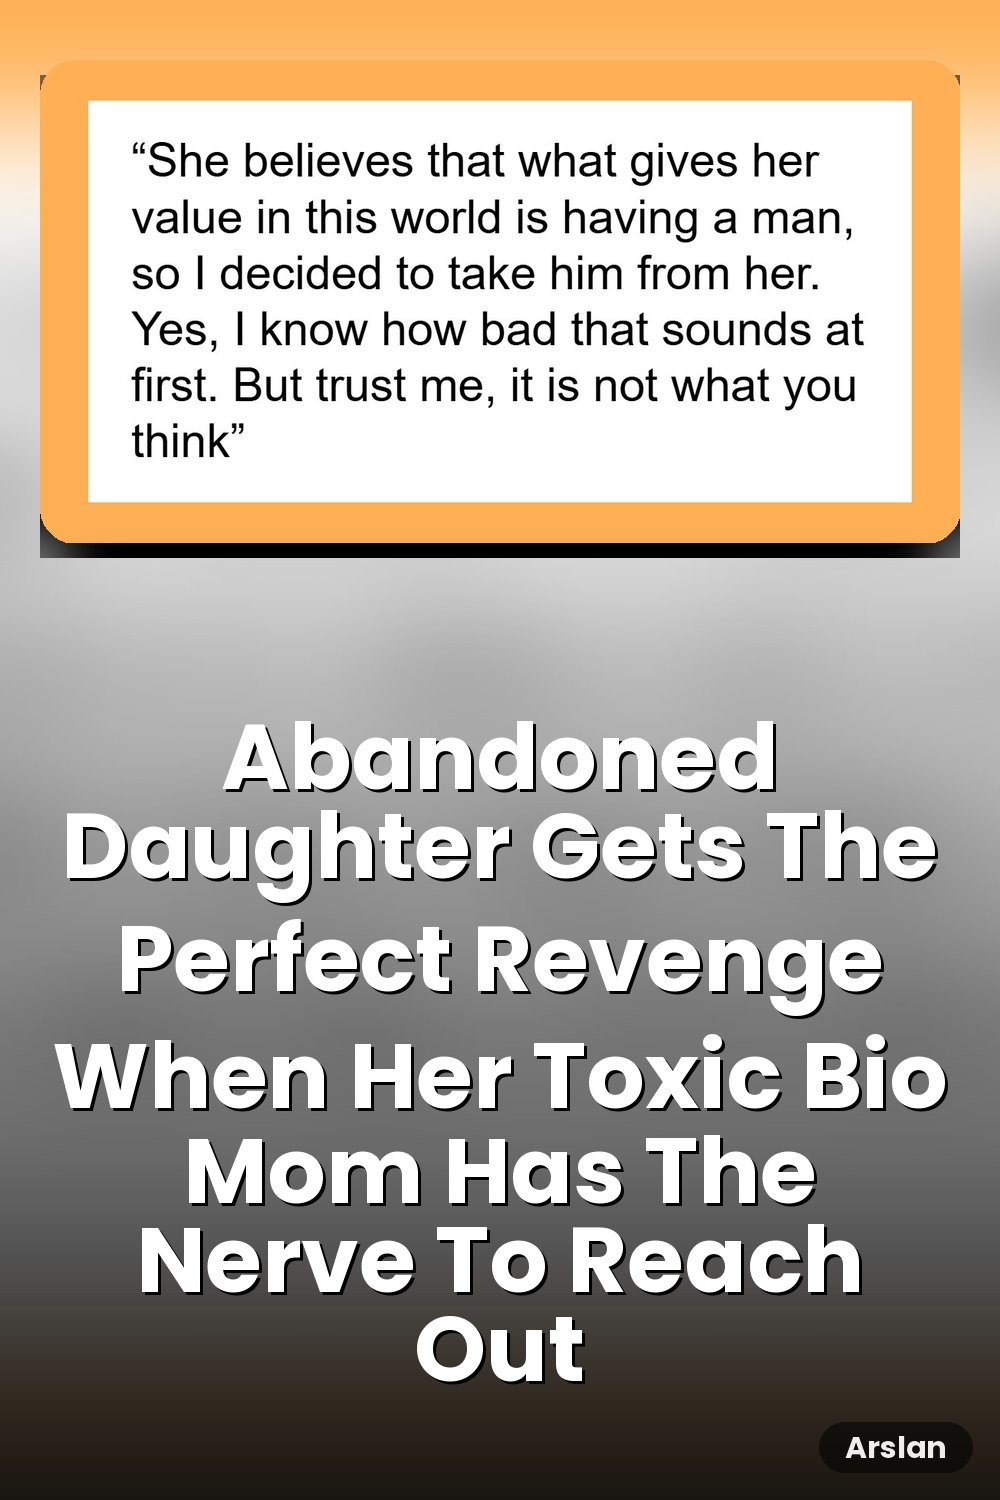 “She believes that what gives her
value in this world is having a man,
so I decided to take him from her.
Yes, I know how bad that sounds at
first. But trust me, it is not what you
think”
Abandoned
Daughter Gets The
Perfect Revenge
When Her Toxic Bio
Mom Has The
Nerve To Reach
Out
Arslan